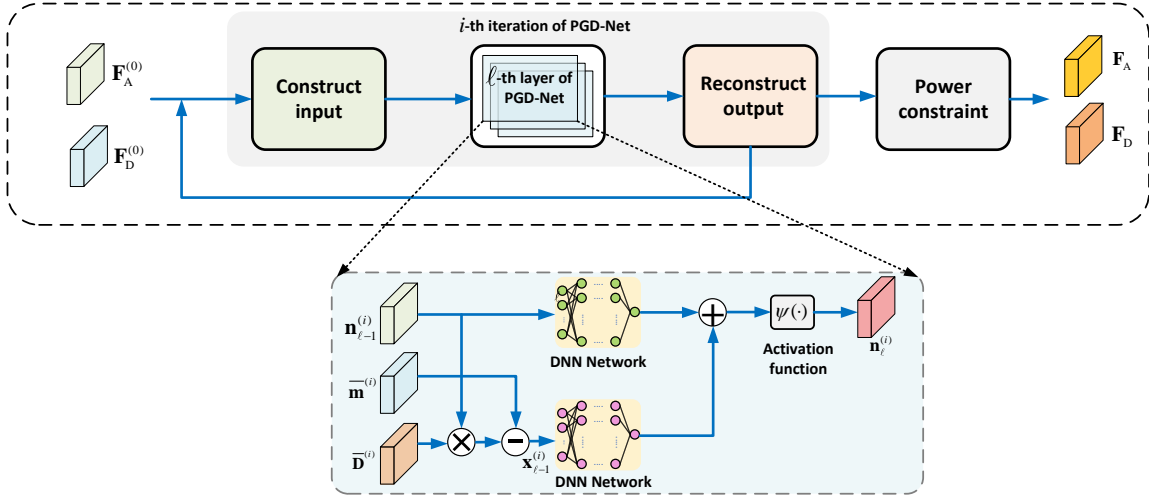 i-th iteration of PGD-Net
F_A^(0)
F_D^(0)
Construct
input
ℓ-th layer of
PGD-Net
Reconstruct
output
Power
constraint
F_A
F_D
n_{ℓ-1}^{(i)}
m̅^{(i)}
D̅^{(i)}
x_{ℓ-1}^{(i)}
DNN Network
DNN Network
ψ(·)
Activation
function
n_ℓ^{(i)}